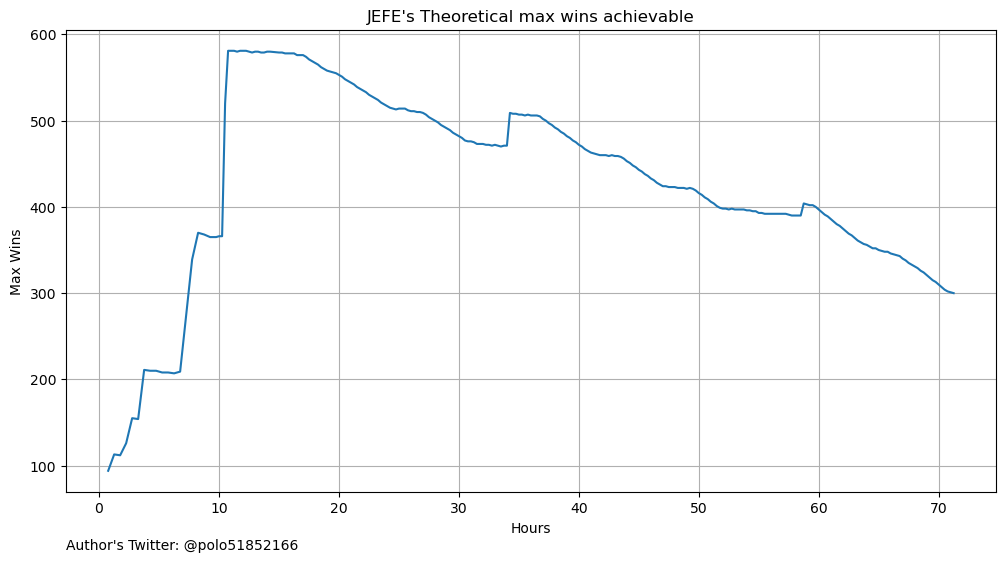 JEFE's Theoretical max wins achievable
600
500
400
300
200
100
Max Wins
0 10 20 30 40 50 60 70
Hours
Author's Twitter: @polo51852166